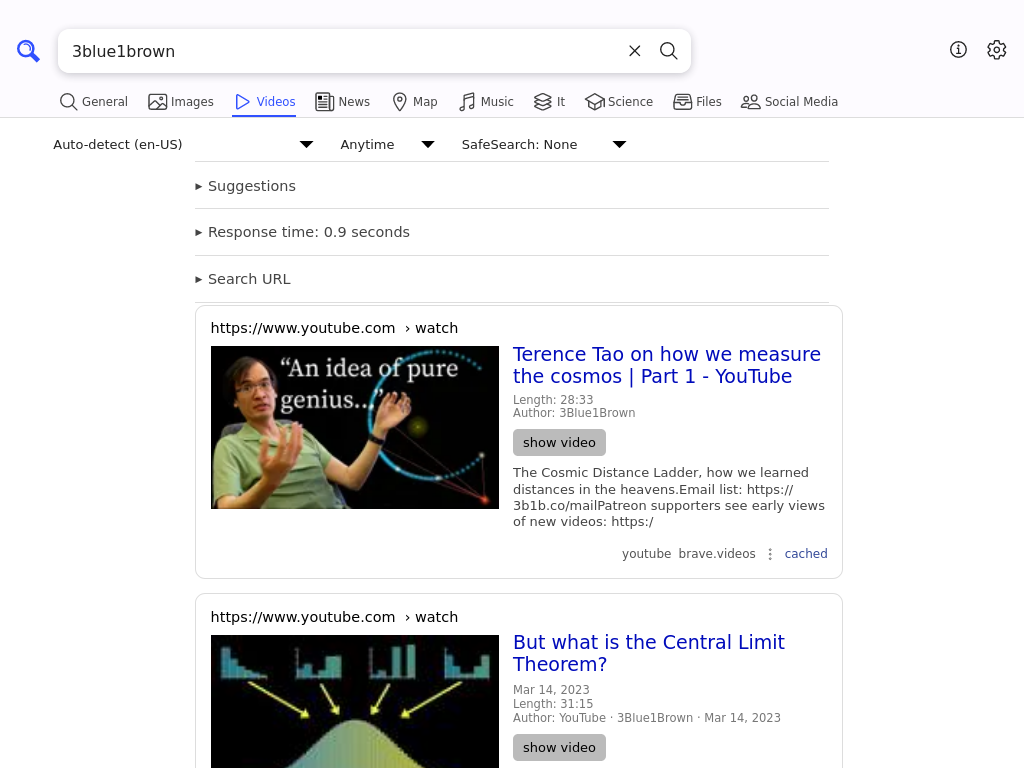 3blue1brown
General Images Videos News Map Music It Science Files Social Media
Auto-detect (en-US) Anytime SafeSearch: None
Suggestions
Response time: 0.9 seconds
Search URL
https://www.youtube.com › watch
“An idea of pure
genius...”
Terence Tao on how we measure
the cosmos | Part 1 - YouTube
Length: 28:33
Author: 3Blue1Brown
show video
The Cosmic Distance Ladder, how we learned
distances in the heavens.Email list: https://
3b1b.co/mailPatreon supporters see early views
of new videos: https:/
youtube brave.videos cached
https://www.youtube.com › watch
But what is the Central Limit
Theorem?
Mar 14, 2023
Length: 31:15
Author: YouTube · 3Blue1Brown · Mar 14, 2023
show video